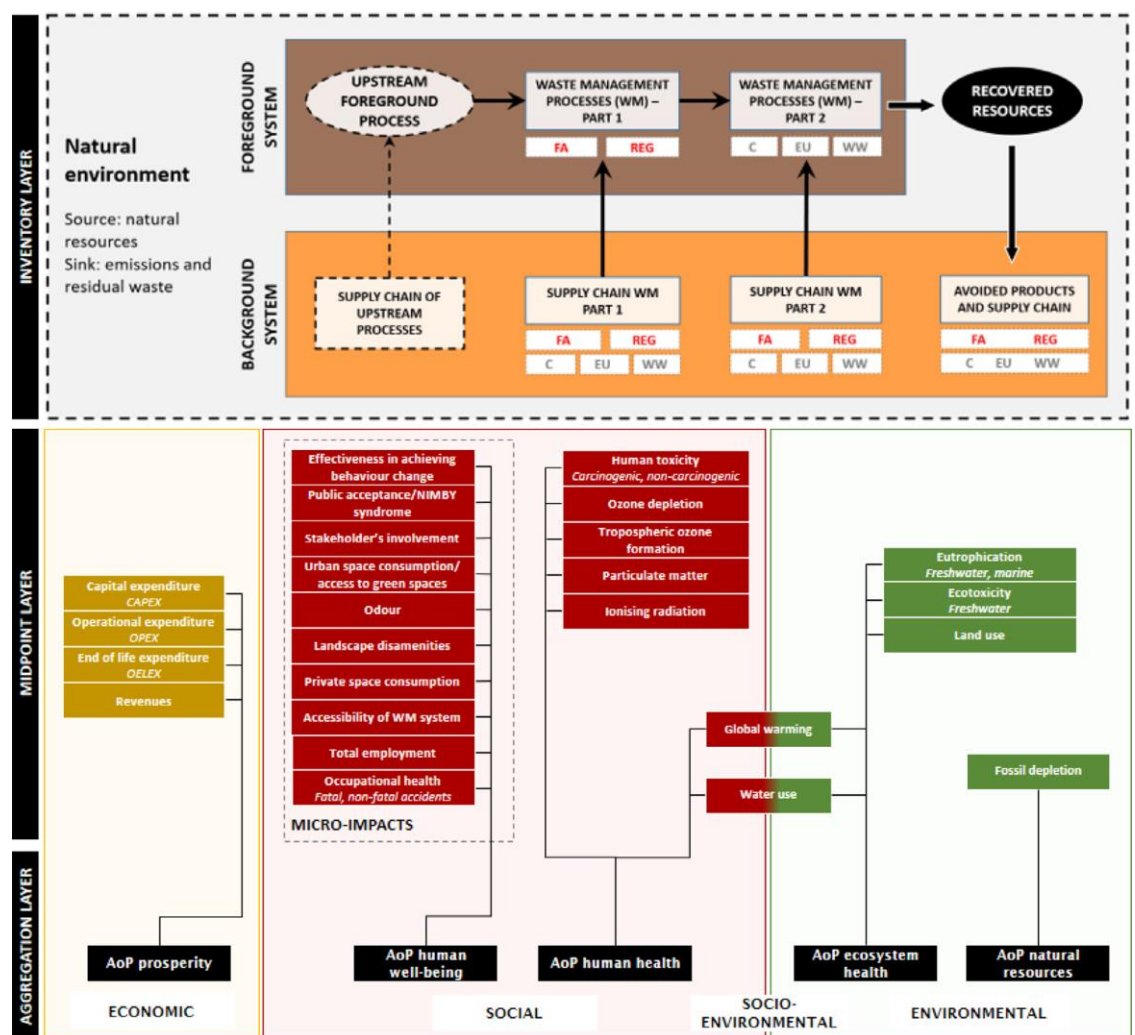 INVENTORY LAYER
Natural
environment
Source: natural
resources
Sink: emissions and
residual waste
FOREGROUND
SYSTEM
UPSTREAM
FOREGROUND
PROCESS
WASTE MANAGEMENT
PROCESSES (WM) –
PART 1
FA REG
WASTE MANAGEMENT
PROCESSES (WM) –
PART 2
C EU WW
RECOVERED
RESOURCES
BACKGROUND
SYSTEM
SUPPLY CHAIN OF
UPSTREAM
PROCESSES
SUPPLY CHAIN WM
PART 1
FA REG
C EU WW
SUPPLY CHAIN WM
PART 2
FA REG
C EU WW
AVOIDED PRODUCTS
AND SUPPLY CHAIN
FA REG
C EU WW
MIDPOINT LAYER
Capital expenditure
CAPEX
Operational expenditure
OPEX
End of life expenditure
OELEX
Revenues
Effectiveness in achieving
behaviour change
Public acceptance/NIMBY
syndrome
Stakeholder's involvement
Urban space consumption/
access to green spaces
Odour
Landscape disamenities
Private space consumption
Accessibility of WM system
Total employment
Occupational health
Fatal, non-fatal accidents
MICRO-IMPACTS
Human toxicity
Carcinogenic, non-carcinogenic
Ozone depletion
Tropospheric ozone
formation
Particulate matter
Ionising radiation
Global warming
Water use
Eutrophication
Freshwater, marine
Ecotoxicity
Freshwater
Land use
Fossil depletion
AGGREGATION LAYER
AoP prosperity
AoP human
well-being
AoP human health
AoP ecosystem
health
AoP natural
resources
ECONOMIC
SOCIAL
SOCIO-
ENVIRONMENTAL
ENVIRONMENTAL